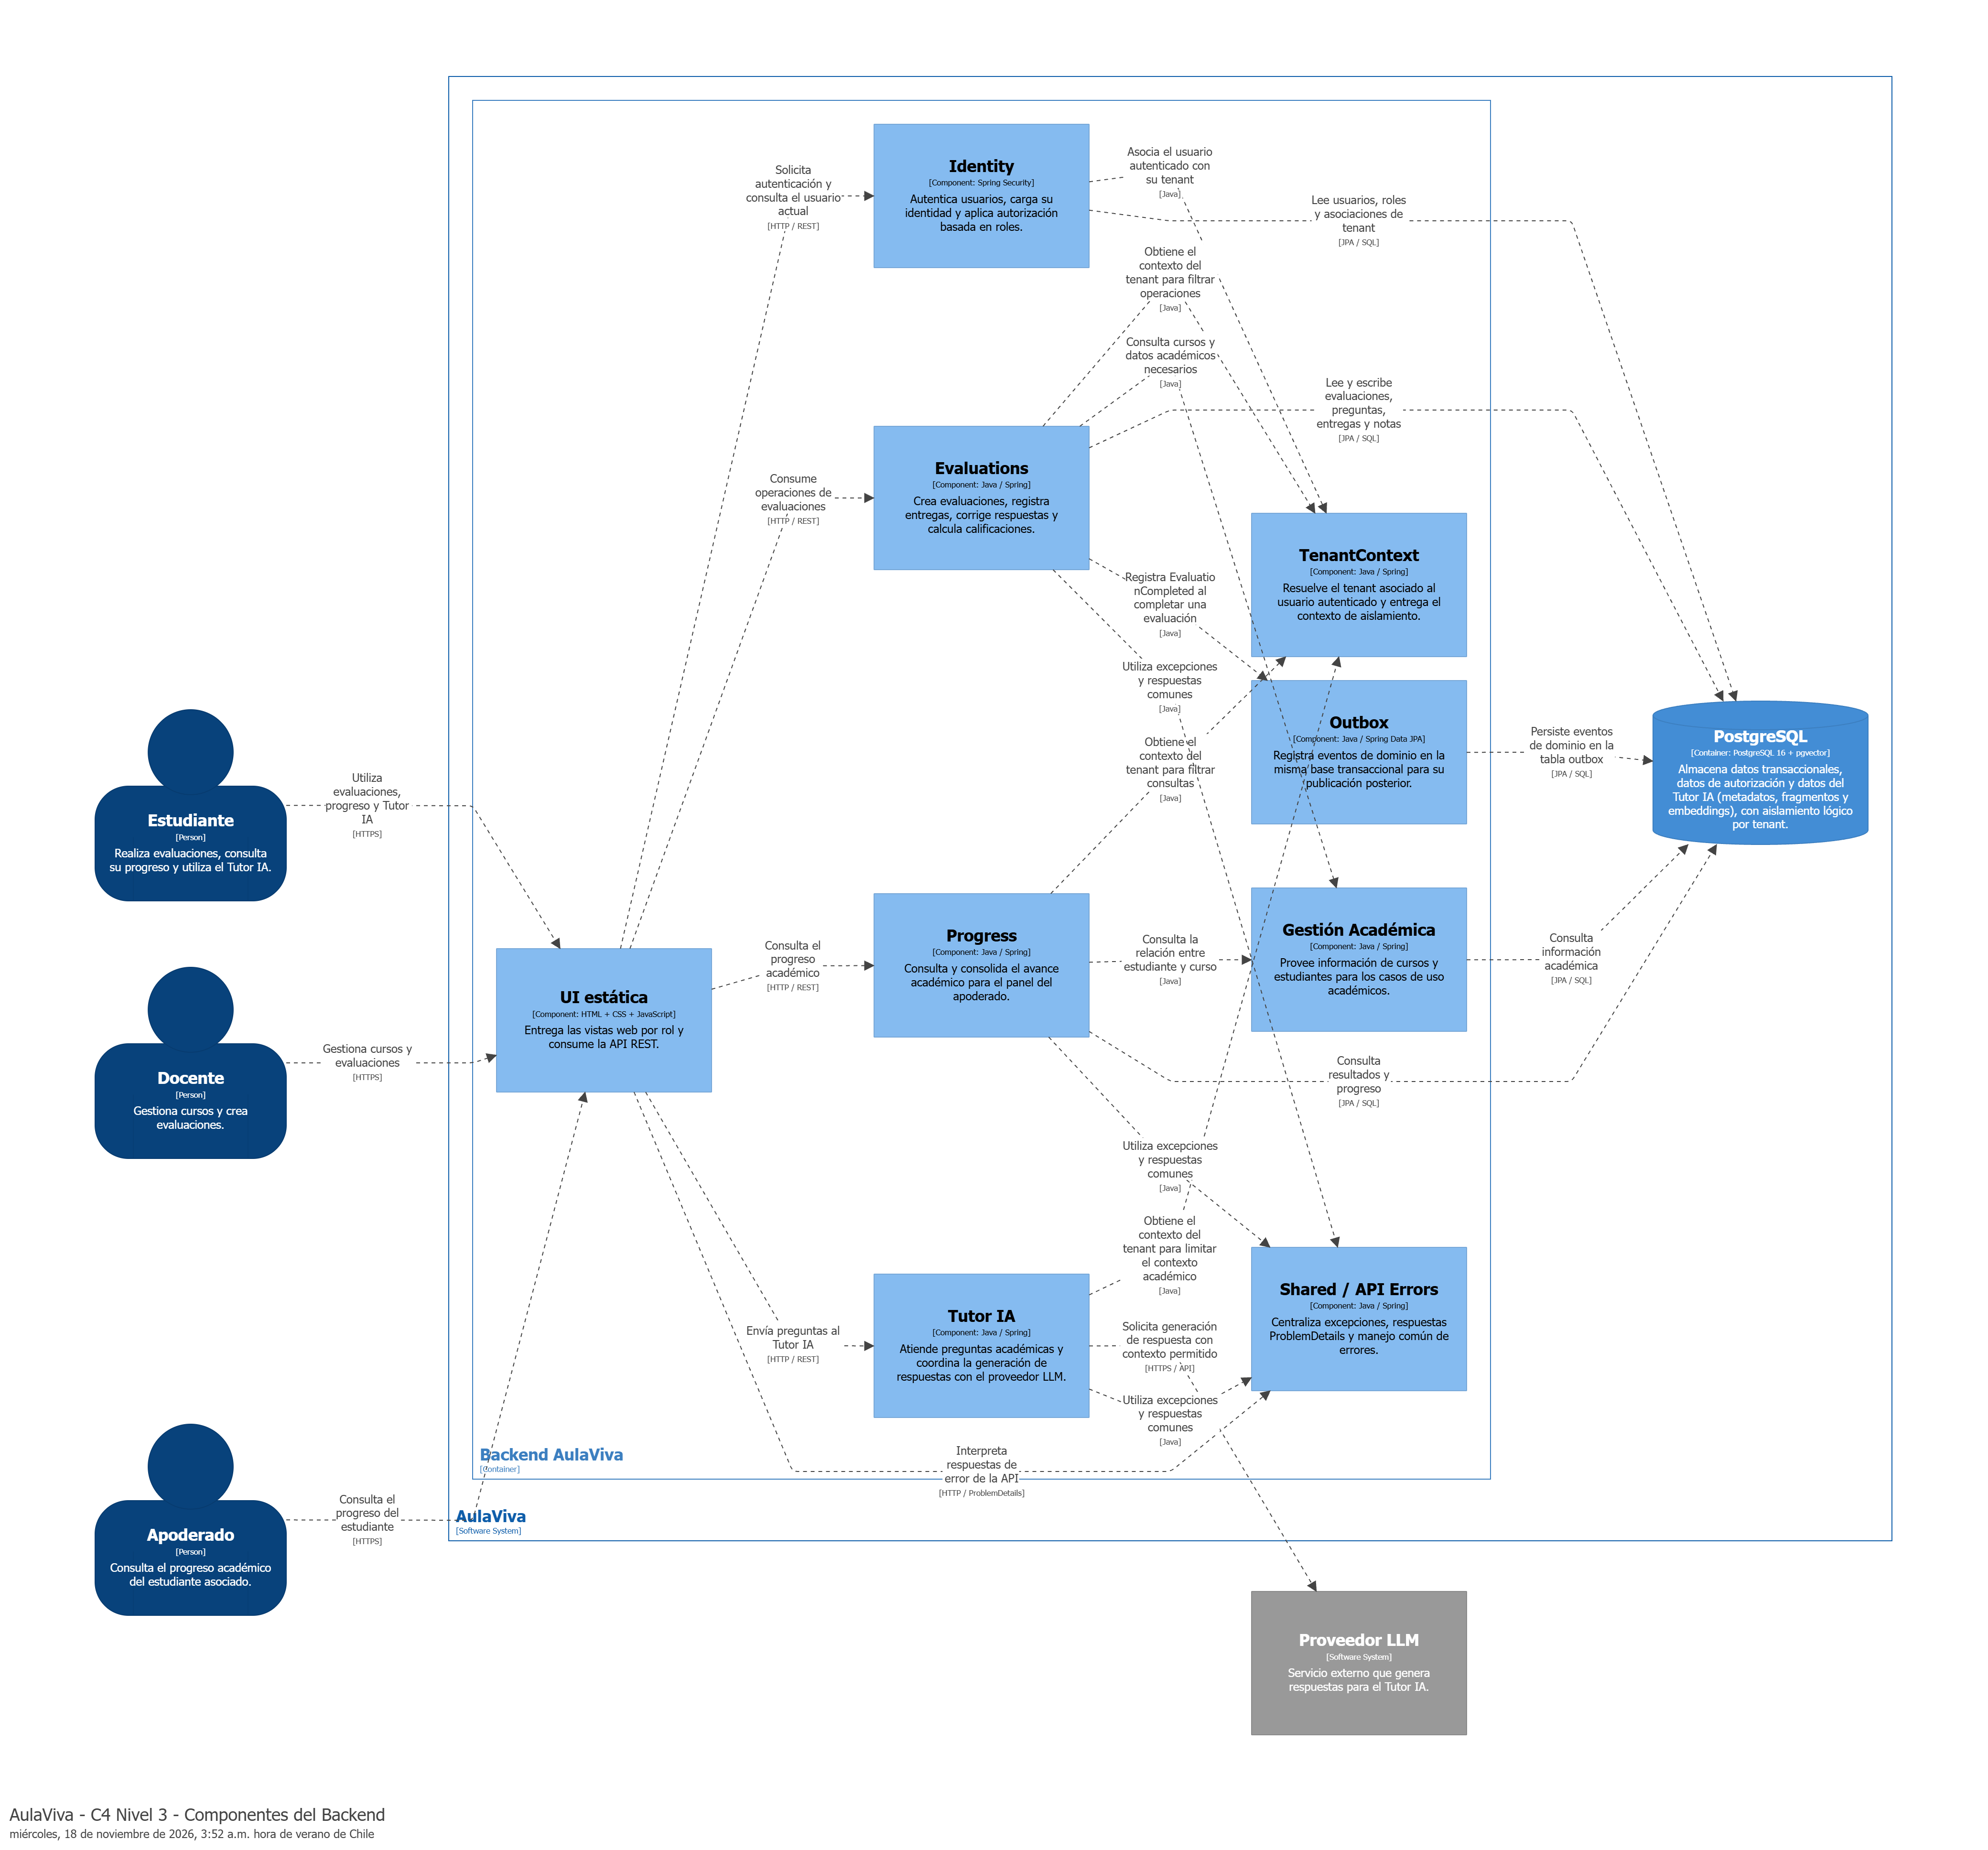 Identity
[Component: Spring Security]
Autentica usuarios, carga su
identidad y aplica autorización
basada en roles.
Solicita
autenticación y
consulta el usuario
actual
[HTTP / REST]
Asocia el usuario
autenticado con
su tenant
[Java]
Lee usuarios, roles
y asociaciones de
tenant
[JPA / SQL]
Obtiene el
contexto del
tenant para filtrar
operaciones
[Java]
Consulta cursos y
datos académicos
necesarios
[Java]
Lee y escribe
evaluaciones,
preguntas,
entregas y notas
[JPA / SQL]
Consume
operaciones de
evaluaciones
[HTTP / REST]
Evaluations
[Component: Java / Spring]
Crea evaluaciones, registra
entregas, corrige respuestas y
calcula calificaciones.
TenantContext
[Component: Java / Spring]
Resuelve el tenant asociado al
usuario autenticado y entrega el
contexto de aislamiento.
Registra Evaluatio
nCompleted al
completar una
evaluación
[Java]
Utiliza excepciones
y respuestas
comunes
[Java]
Outbox
[Component: Java / Spring Data JPA]
Registra eventos de dominio en la
misma base transaccional para su
publicación posterior.
Persiste eventos
de dominio en la
tabla outbox
[JPA / SQL]
PostgreSQL
[Container: PostgreSQL 16 + pgvector]
Almacena datos transaccionales,
datos de autorización y datos del
Tutor IA (metadatos, fragmentos y
embeddings), con aislamiento lógico
por tenant.
Obtiene el
contexto del
tenant para filtrar
consultas
[Java]
Estudiante
[Person]
Realiza evaluaciones, consulta
su progreso y utiliza el Tutor IA.
Utiliza
evaluaciones,
progreso y Tutor
IA
[HTTPS]
Progress
[Component: Java / Spring]
Consulta y consolida el avance
académico para el panel del
apoderado.
Consulta el
progreso
académico
[HTTP / REST]
Consulta la
relación entre
estudiante y curso
[Java]
Gestión Académica
[Component: Java / Spring]
Provee información de cursos y
estudiantes para los casos de uso
académicos.
Consulta
información
académica
[JPA / SQL]
UI estática
[Component: HTML + CSS + JavaScript]
Entrega las vistas web por rol y
consume la API REST.
Docente
[Person]
Gestiona cursos y crea
evaluaciones.
Gestiona cursos y
evaluaciones
[HTTPS]
Consulta
resultados y
progreso
[JPA / SQL]
Utiliza excepciones
y respuestas
comunes
[Java]
Obtiene el
contexto del
tenant para limitar
el contexto
académico
[Java]
Shared / API Errors
[Component: Java / Spring]
Centraliza excepciones, respuestas
ProblemDetails y manejo común de
errores.
Envía preguntas al
Tutor IA
[HTTP / REST]
Tutor IA
[Component: Java / Spring]
Atiende preguntas académicas y
coordina la generación de
respuestas con el proveedor LLM.
Solicita generación
de respuesta con
contexto permitido
[HTTPS / API]
Utiliza excepciones
y respuestas
comunes
[Java]
Interpreta
respuestas de
error de la API
[HTTP / ProblemDetails]
Backend AulaViva
[Container]
AulaViva
[Software System]
Apoderado
[Person]
Consulta el progreso académico
del estudiante asociado.
Consulta el
progreso del
estudiante
[HTTPS]
Proveedor LLM
[Software System]
Servicio externo que genera
respuestas para el Tutor IA.
AulaViva - C4 Nivel 3 - Componentes del Backend
miércoles, 18 de noviembre de 2026, 3:52 a.m. hora de verano de Chile